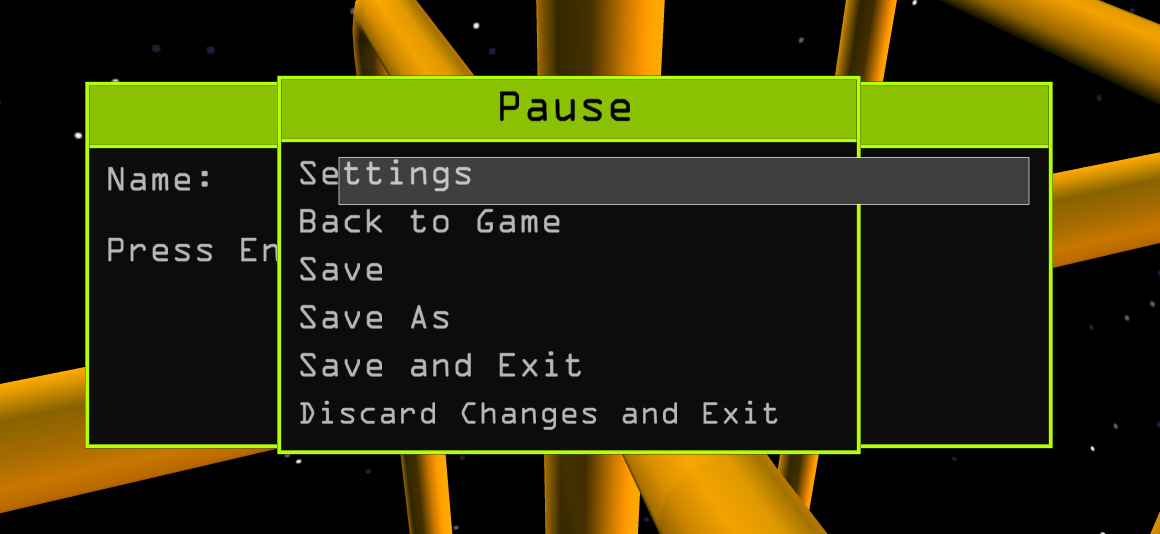 Pause
Name:
Press En
Settings
Back to Game
Save
Save As
Save and Exit
Discard Changes and Exit